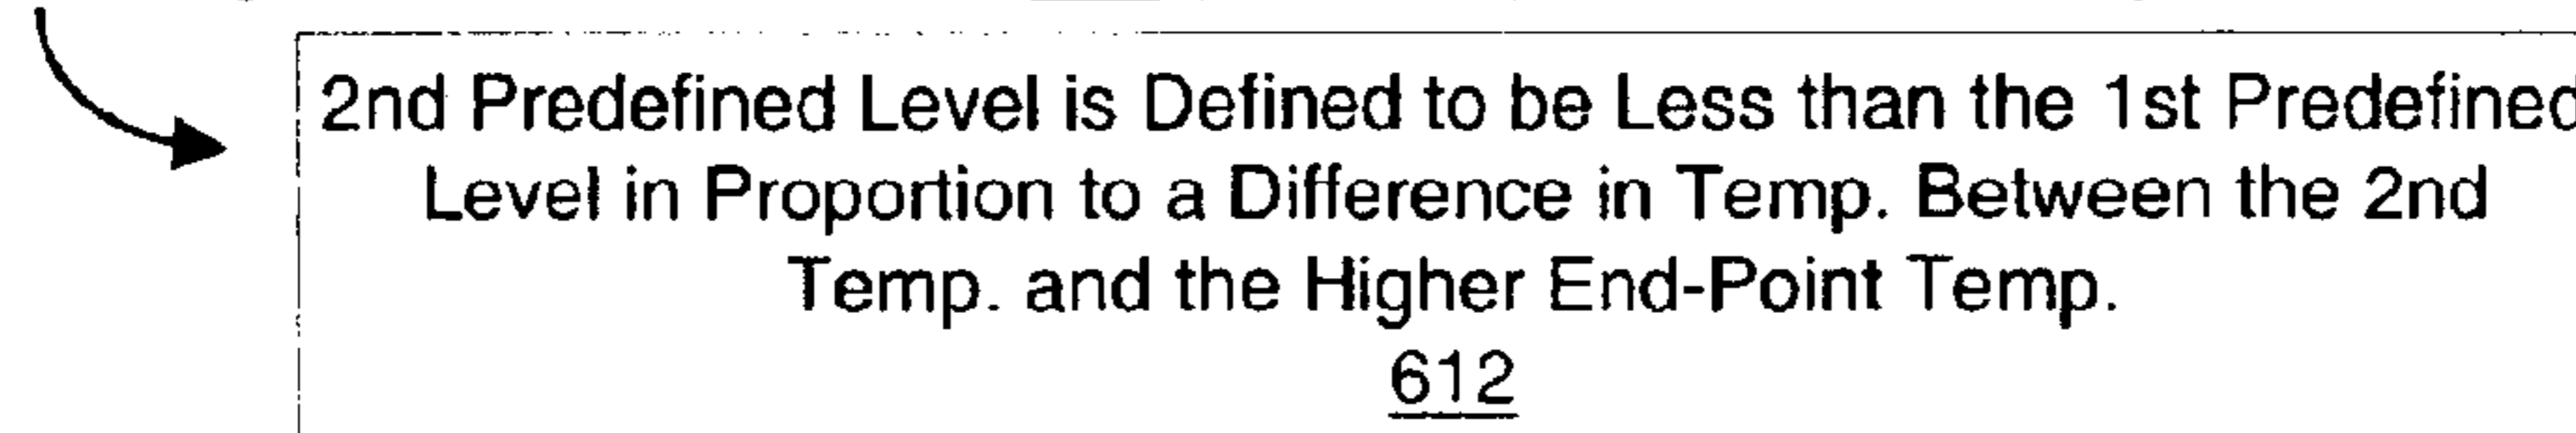 2nd Predefined Level is Defined to be Less than the 1st Predefined
Level in Proportion to a Difference in Temp. Between the 2nd
Temp. and the Higher End-Point Temp.
612